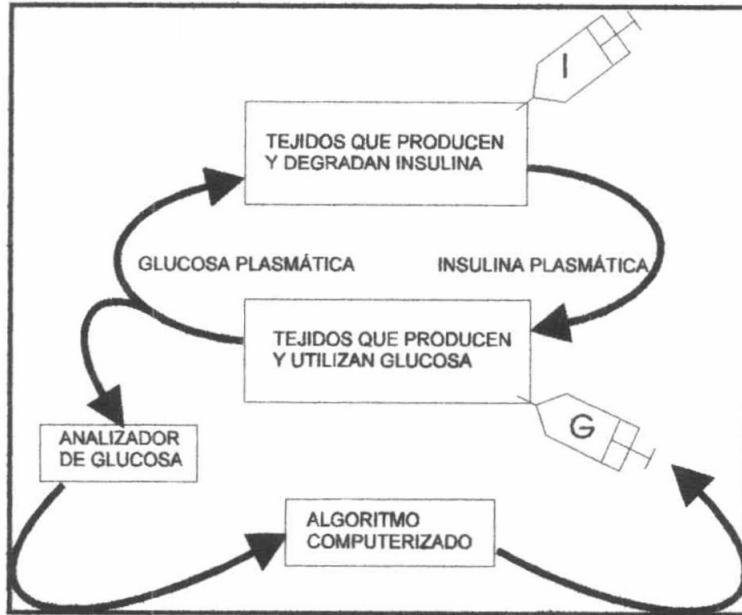 I
TEJIDOS QUE PRODUCEN
Y DEGRADAN INSULINA
GLUCOSA PLASMÁTICA
INSULINA PLASMÁTICA
TEJIDOS QUE PRODUCEN
Y UTILIZAN GLUCOSA
G
ANALIZADOR
DE GLUCOSA
ALGORITMO
COMPUTERIZADO